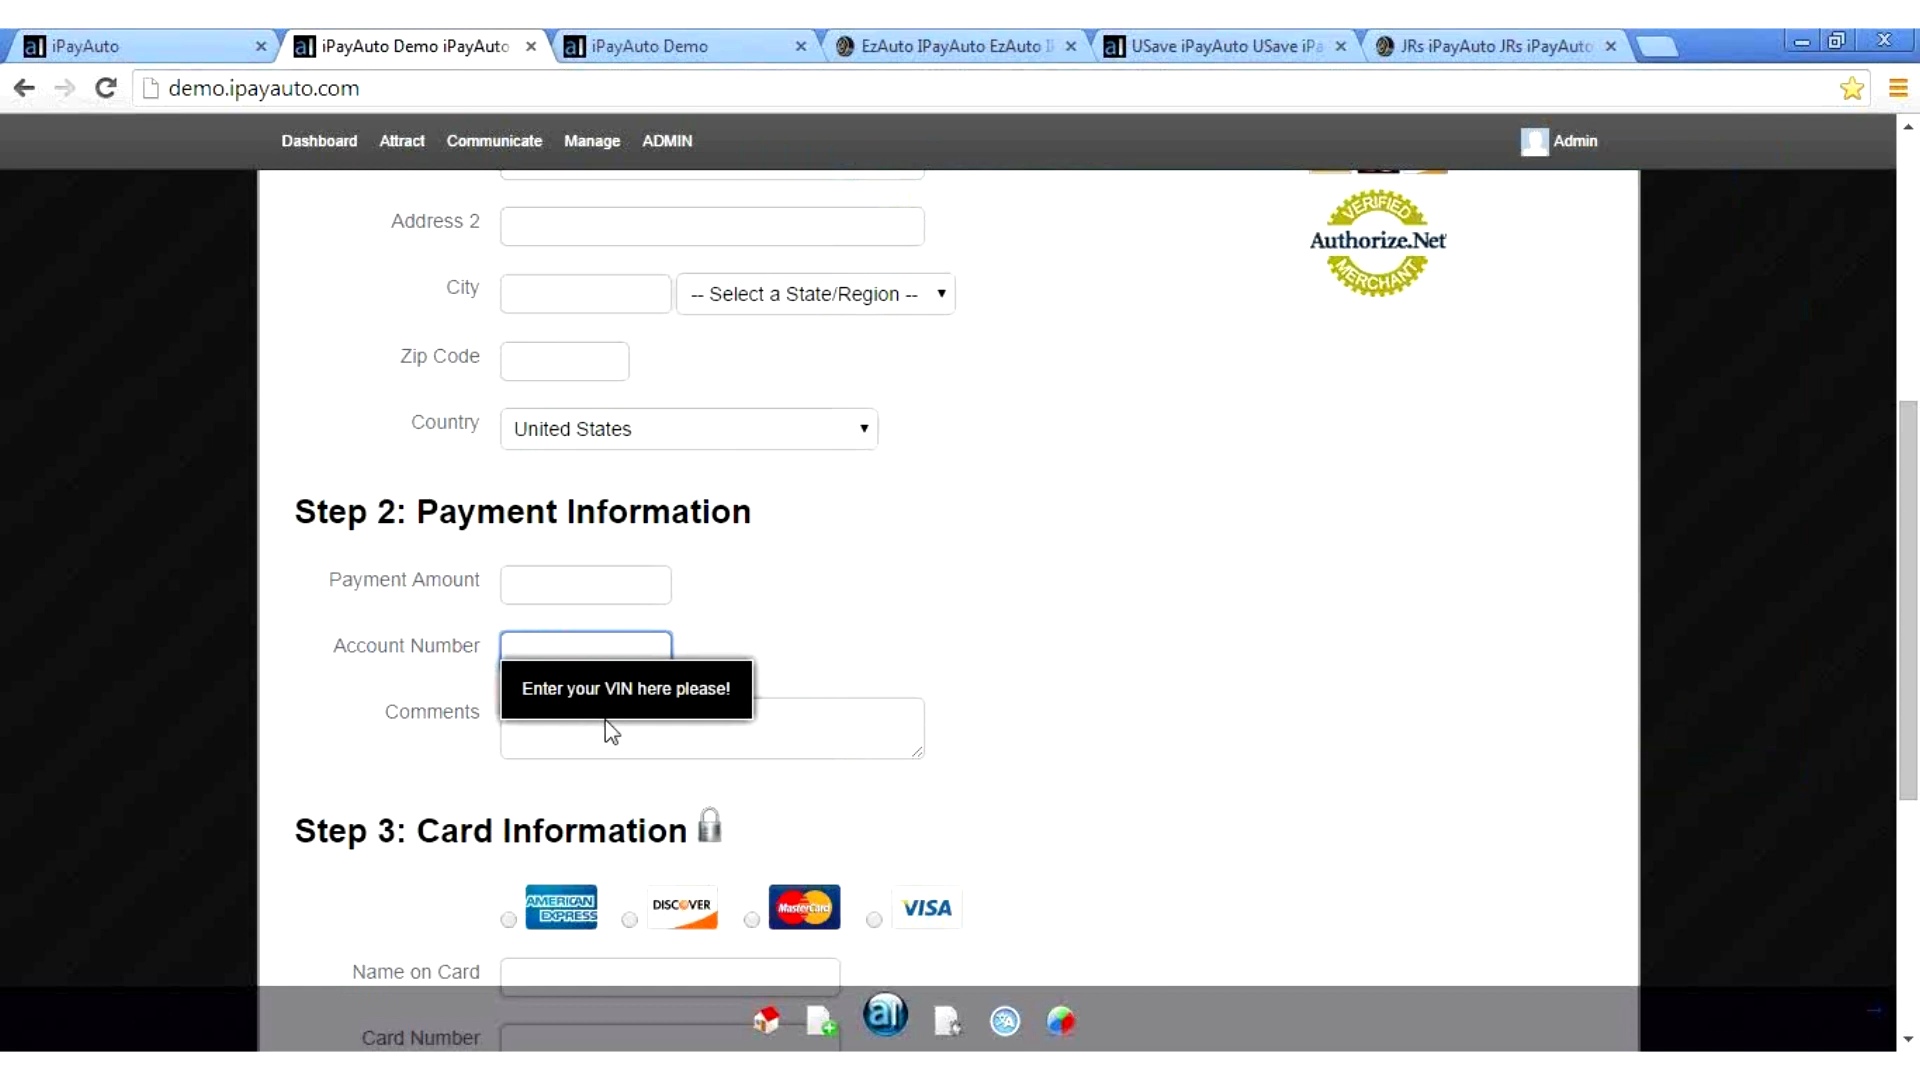 iPayAuto
iPayAuto Demo iPayAuto
iPayAuto Demo
EzAuto IPayAuto EzAuto I
USave iPayAuto USave iPa
JRs iPayAuto JRs iPayAuto
demo.ipayauto.com
Dashboard Attract Communicate Manage ADMIN Admin
VERIFIED
Authorize.Net
MERCHANT
Address 2
City -- Select a State/Region --
Zip Code
Country United States
Step 2: Payment Information
Payment Amount
Account Number
Enter your VIN here please!
Comments
Step 3: Card Information
AMERICAN EXPRESS DISCOVER MasterCard VISA
Name on Card
aI
Card Number